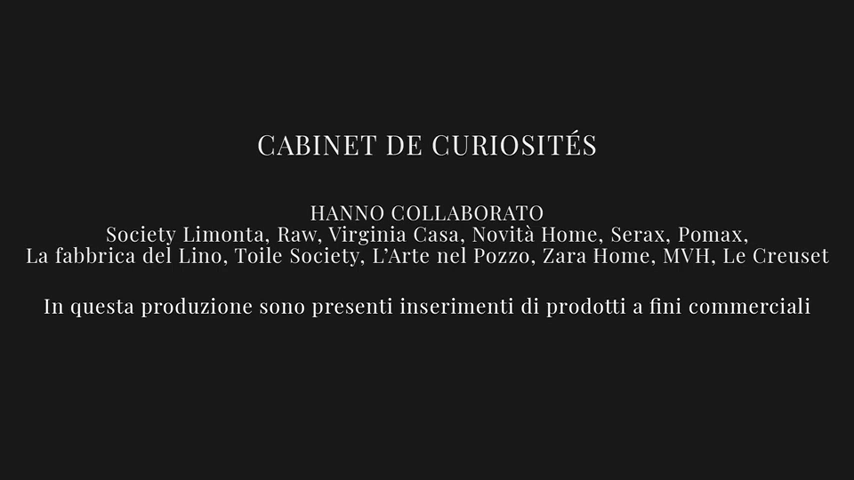 CABINET DE CURIOSITÉS
HANNO COLLABORATO
Society Limonta, Raw, Virginia Casa, Novità Home, Serax, Pomax,
La fabbrica del Lino, Toile Society, L’Arte nel Pozzo, Zara Home, MVH, Le Creuset
In questa produzione sono presenti inserimenti di prodotti a fini commerciali